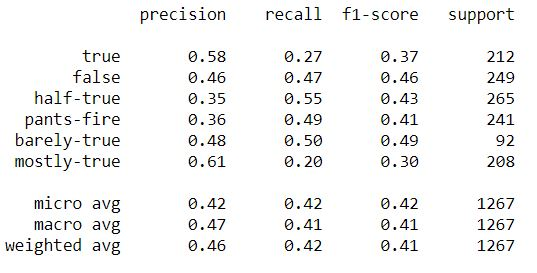 precision recall f1-score support
true 0.58 0.27 0.37 212
false 0.46 0.47 0.46 249
half-true 0.35 0.55 0.43 265
pants-fire 0.36 0.49 0.41 241
barely-true 0.48 0.50 0.49 92
mostly-true 0.61 0.20 0.30 208
micro avg 0.42 0.42 0.42 1267
macro avg 0.47 0.41 0.41 1267
weighted avg 0.46 0.42 0.41 1267